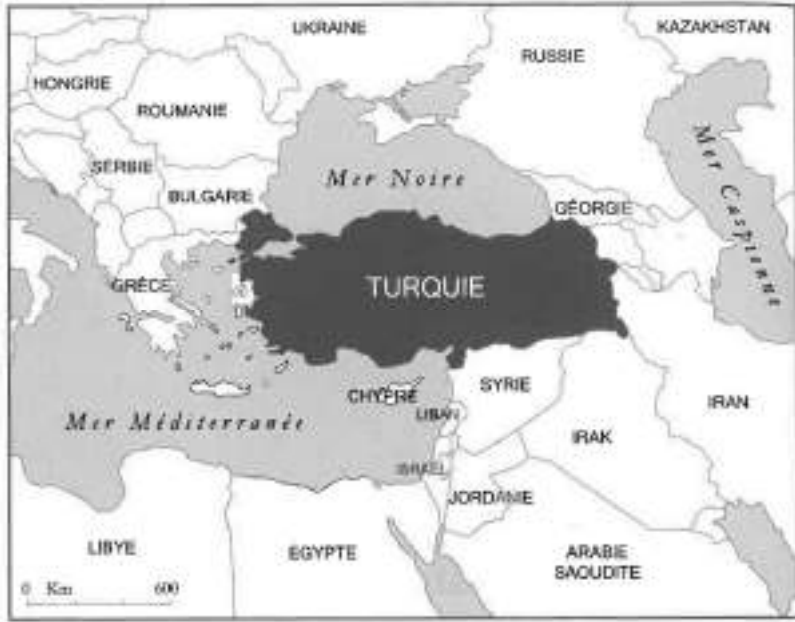 UKRAINE
KAZAKHSTAN
RUSSIE
HONGRIE
ROUMANIE
SERBIE
Mer Noire
Mer Caspienne
BULGARIE
GÉORGIE
GRÈCE
TURQUIE
CHYPRE
SYRIE
IRAN
LIBAN
Mer Méditerranée
IRAK
ISRAËL
JORDANIE
LIBYE
EGYPTE
ARABIE
SAOUDITE
0 Km 600